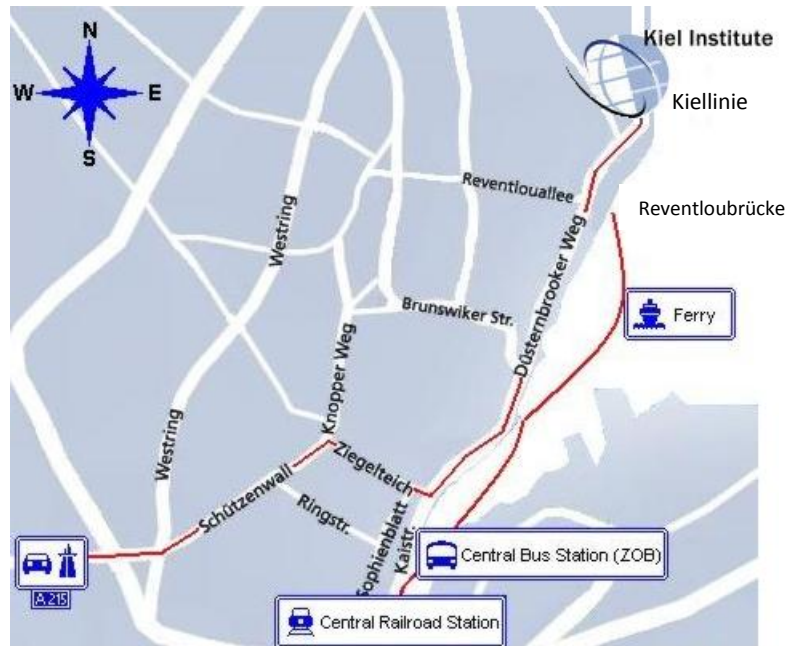 N
W E
S
Kiel Institute
Kiellinie
Reventlouallee
Reventloubrücke
Westring
Düsternbrooker Weg
Brunswiker Str.
Ferry
Knopper Weg
Westring
Ziegelteich
Schützenwall
Ringstr.
Sophienblatt
Kaistr.
Central Bus Station (ZOB)
A 215
Central Railroad Station